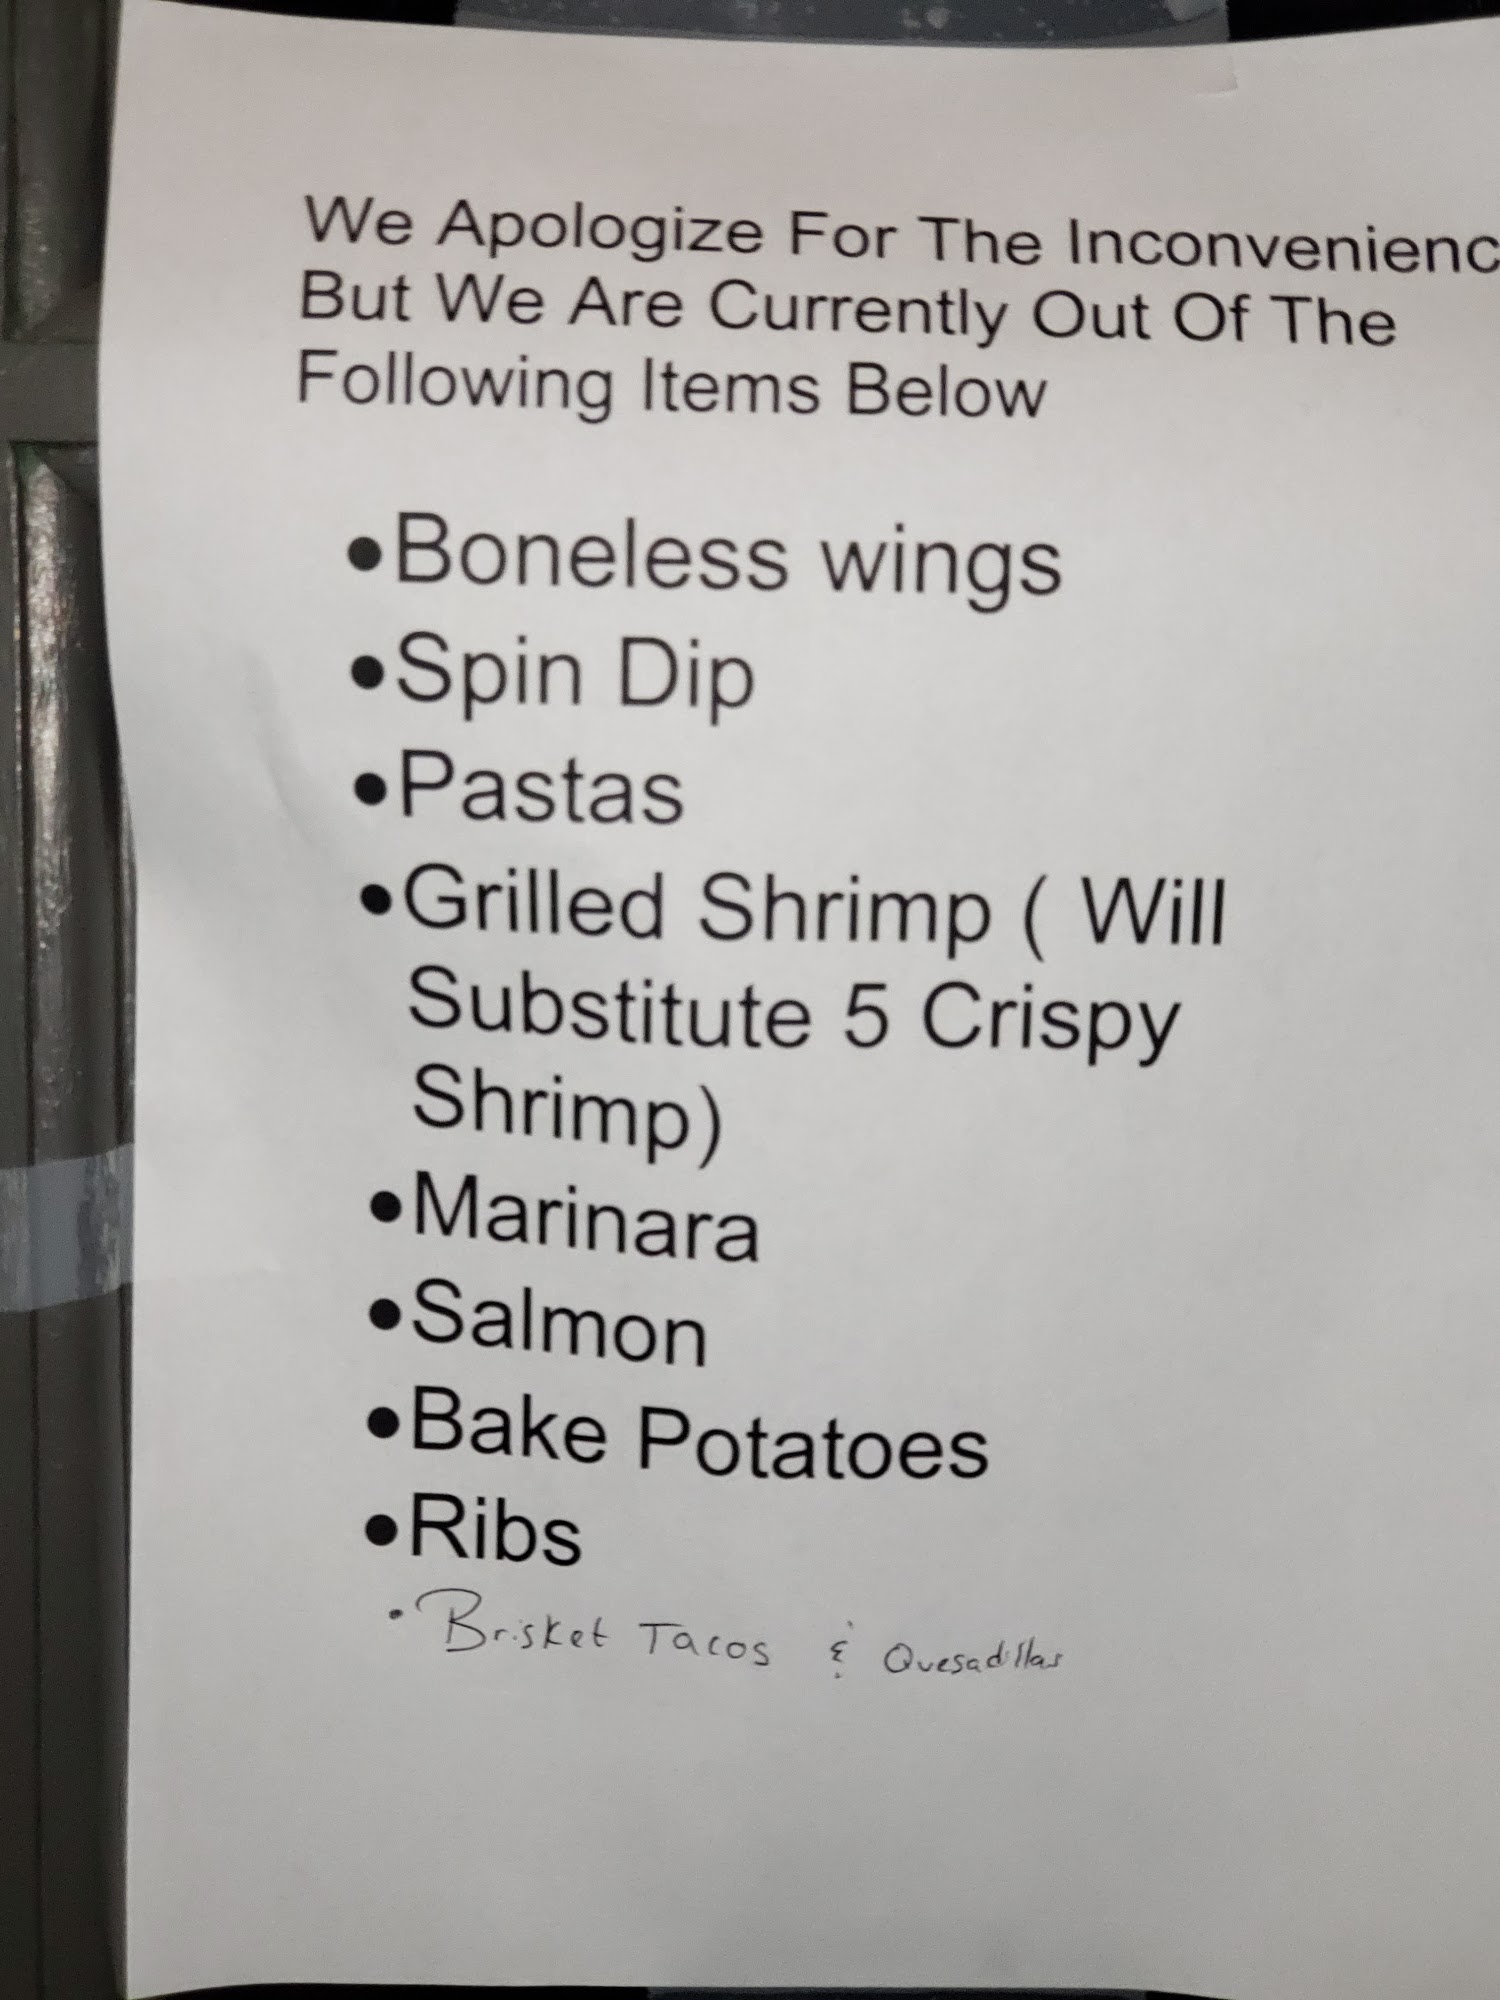 We Apologize For The Inconvenienc
But We Are Currently Out Of The
Following Items Below
•Boneless wings
•Spin Dip
•Pastas
•Grilled Shrimp ( Will
Substitute 5 Crispy
Shrimp)
•Marinara
•Salmon
•Bake Potatoes
•Ribs
• Brisket Tacos & Quesadillas